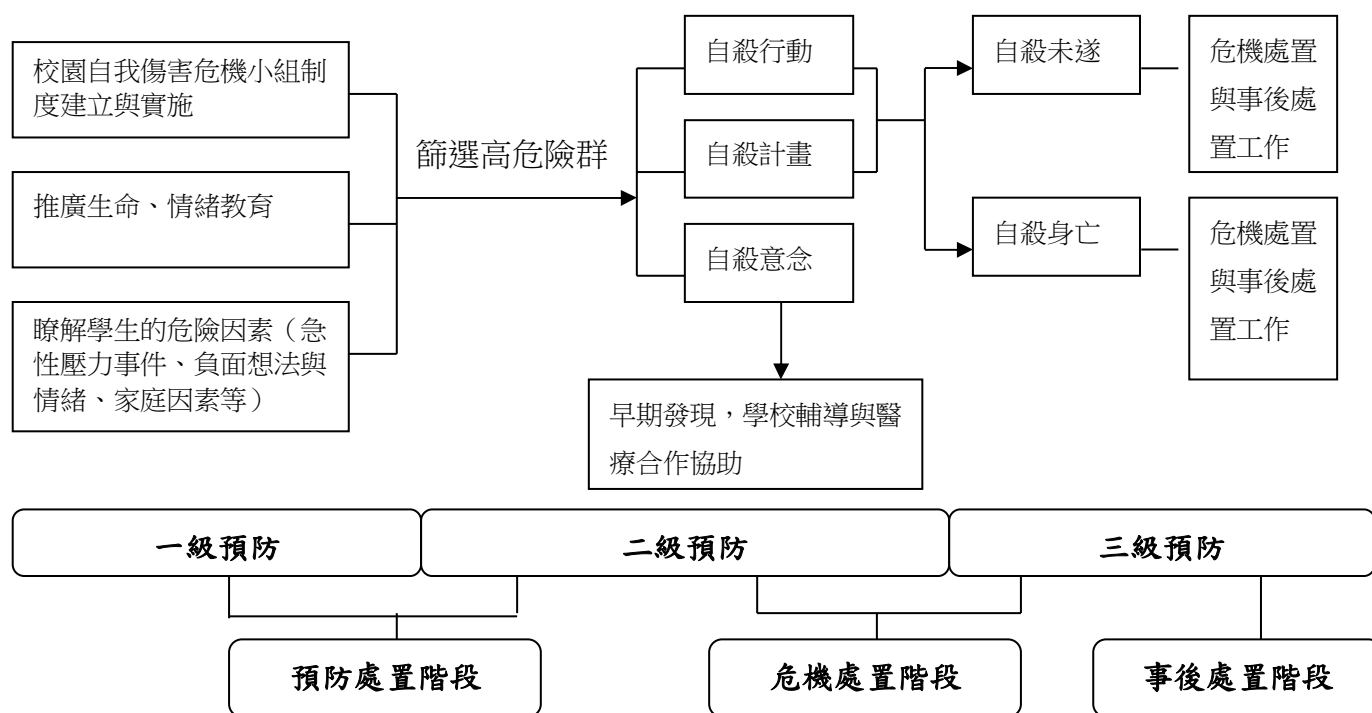 校園自我傷害危機小組制
度建立與實施
推廣生命、情緒教育
瞭解學生的危險因素（急
性壓力事件、負面想法與
情緒、家庭因素等）
篩選高危險群
自殺行動
自殺計畫
自殺意念
早期發現，學校輔導與醫
療合作協助
自殺未遂
自殺身亡
危機處置
與事後處
置工作
危機處置
與事後處
置工作
一級預防
二級預防
三級預防
預防處置階段
危機處置階段
事後處置階段